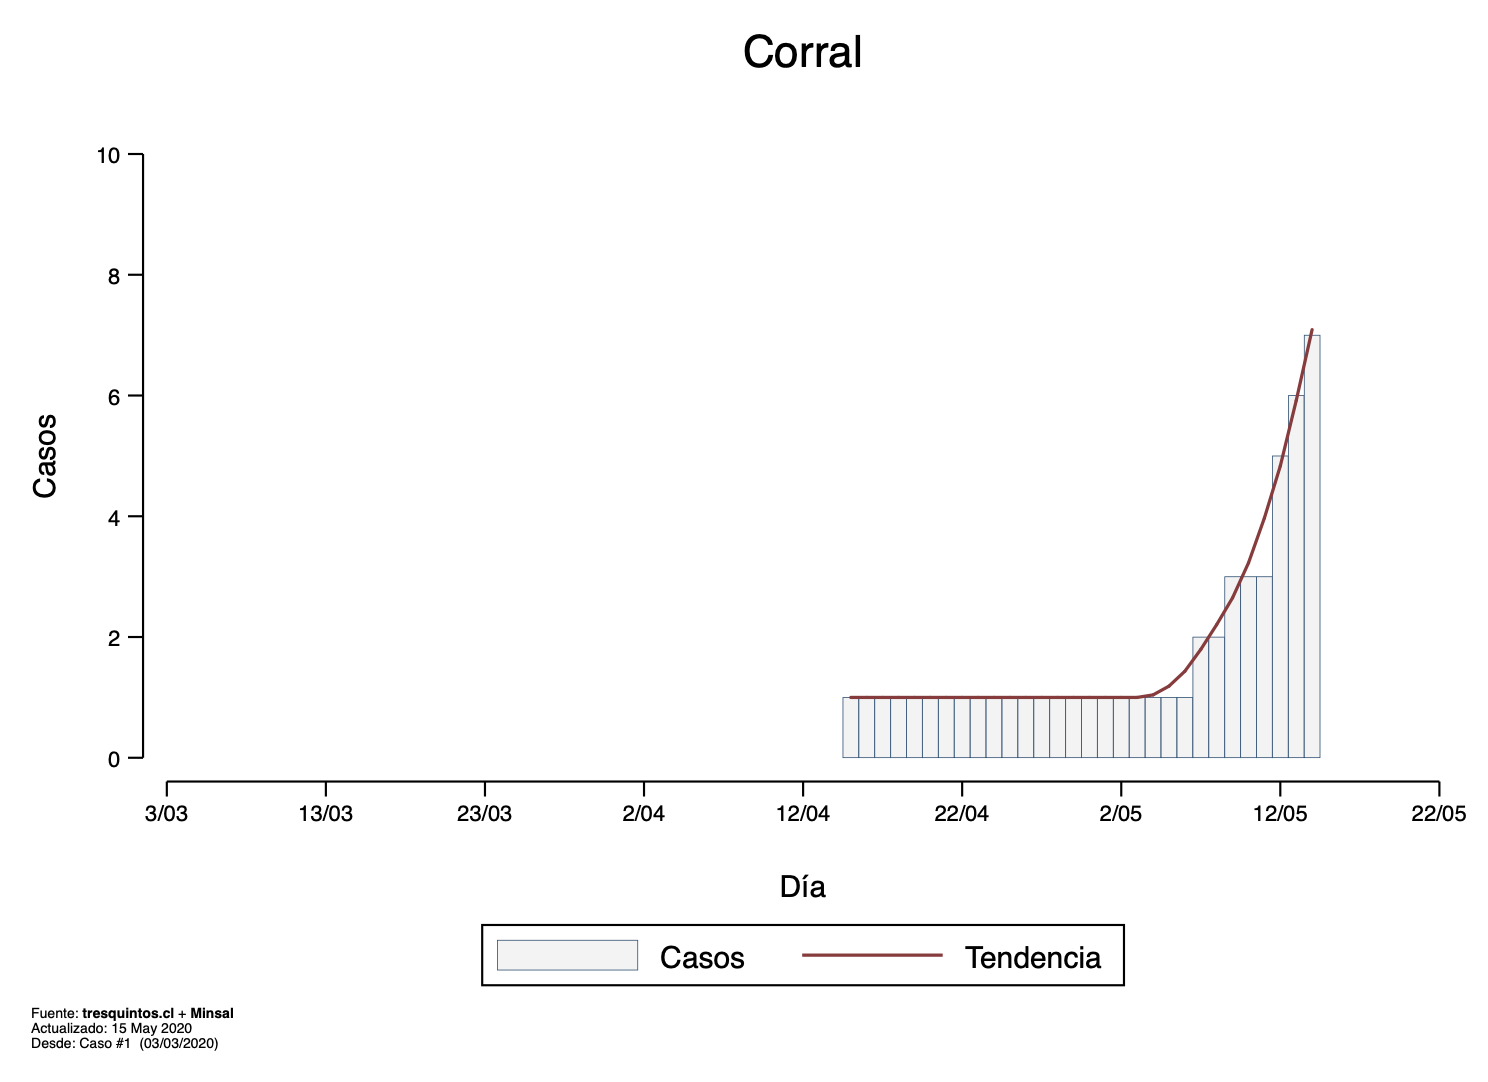 Corral
10
8
6
4
2
0
Casos
3/03 13/03 23/03 2/04 12/04 22/04 2/05 12/05 22/05
Día
Casos Tendencia
Fuente: tresquintos.cl + Minsal
Actualizado: 15 May 2020
Desde: Caso #1 (03/03/2020)